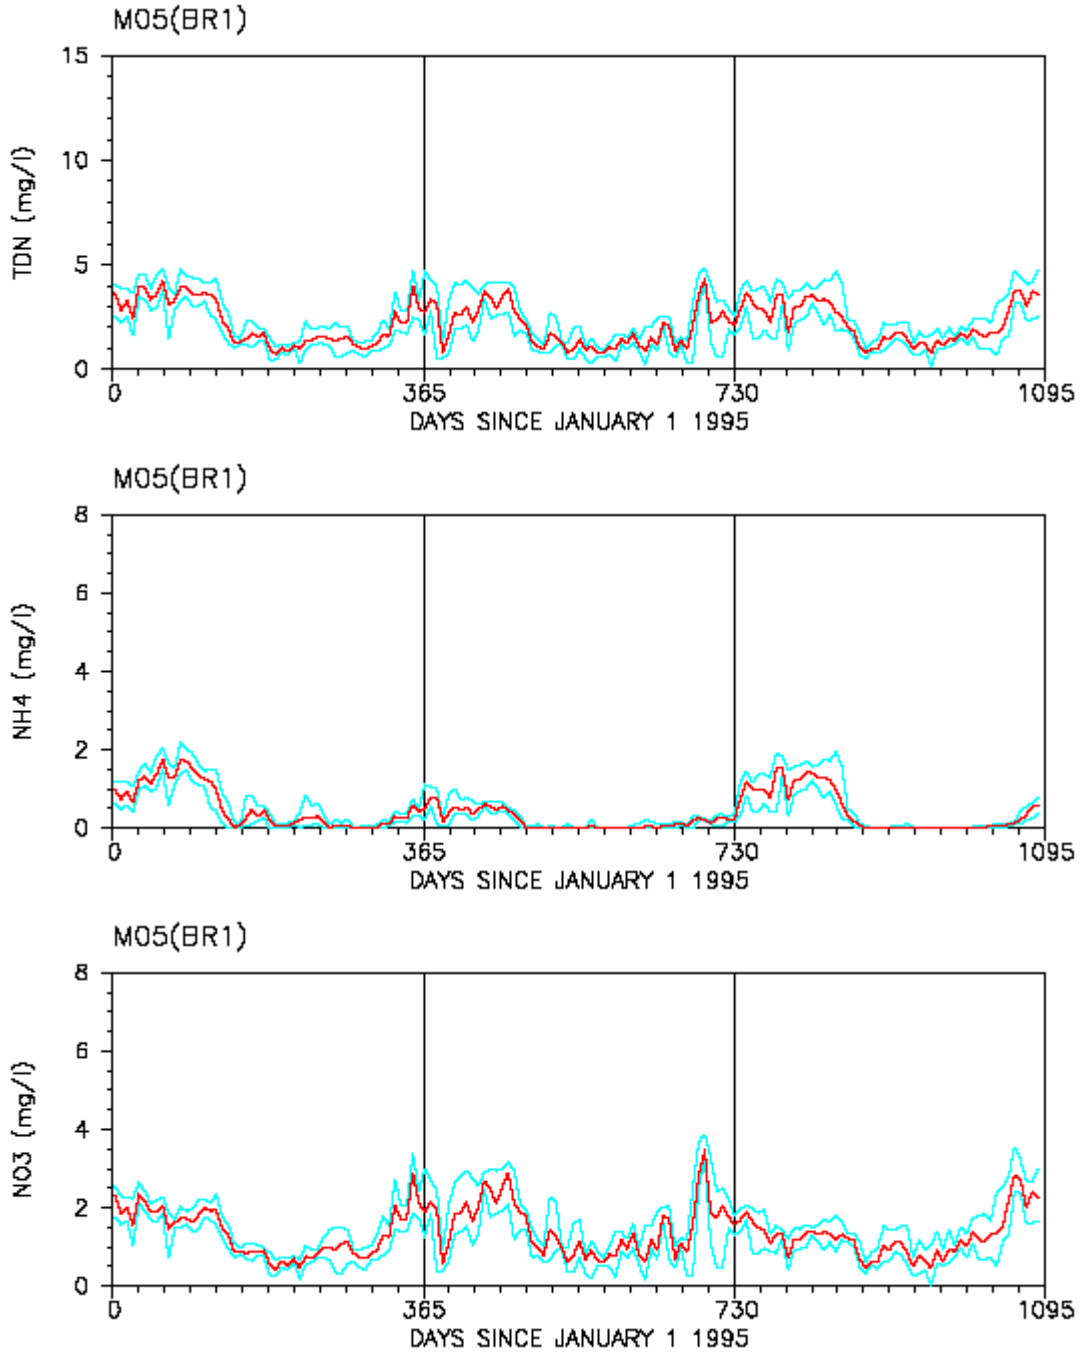 M05(BR1)
15
10
5
0
TDN (mg/l)
0 365 730 1095
DAYS SINCE JANUARY 1 1995
M05(BR1)
8
6
4
2
0
NH4 (mg/l)
0 365 730 1095
DAYS SINCE JANUARY 1 1995
M05(BR1)
8
6
4
2
0
NO3 (mg/l)
0 365 730 1095
DAYS SINCE JANUARY 1 1995